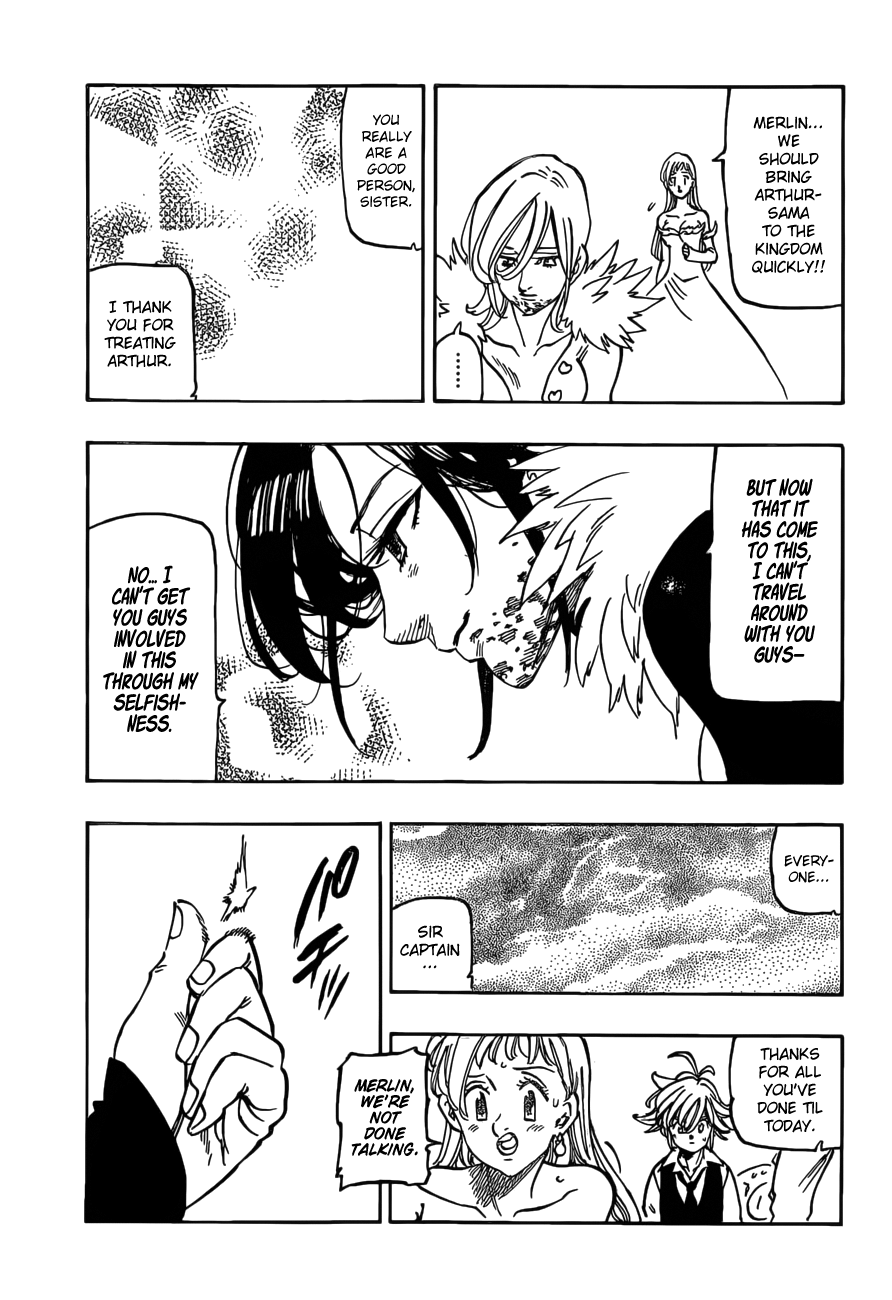 MERLIN...
WE
SHOULD
BRING
ARTHUR-
SAMA
TO THE
KINGDOM
QUICKLY!!
......
YOU
REALLY
ARE A
GOOD
PERSON,
SISTER.
I THANK
YOU FOR
TREATING
ARTHUR.
BUT NOW
THAT IT
HAS COME
TO THIS,
I CAN'T
TRAVEL
AROUND
WITH YOU
GUYS—
NO... I
CAN'T GET
YOU GUYS
INVOLVED
IN THIS
THROUGH MY
SELFISH-
NESS.
EVERY-
ONE...
SIR
CAPTAIN
...
THANKS
FOR ALL
YOU'VE
DONE TIL
TODAY.
MERLIN,
WE'RE
NOT
DONE
TALKING.
パチ